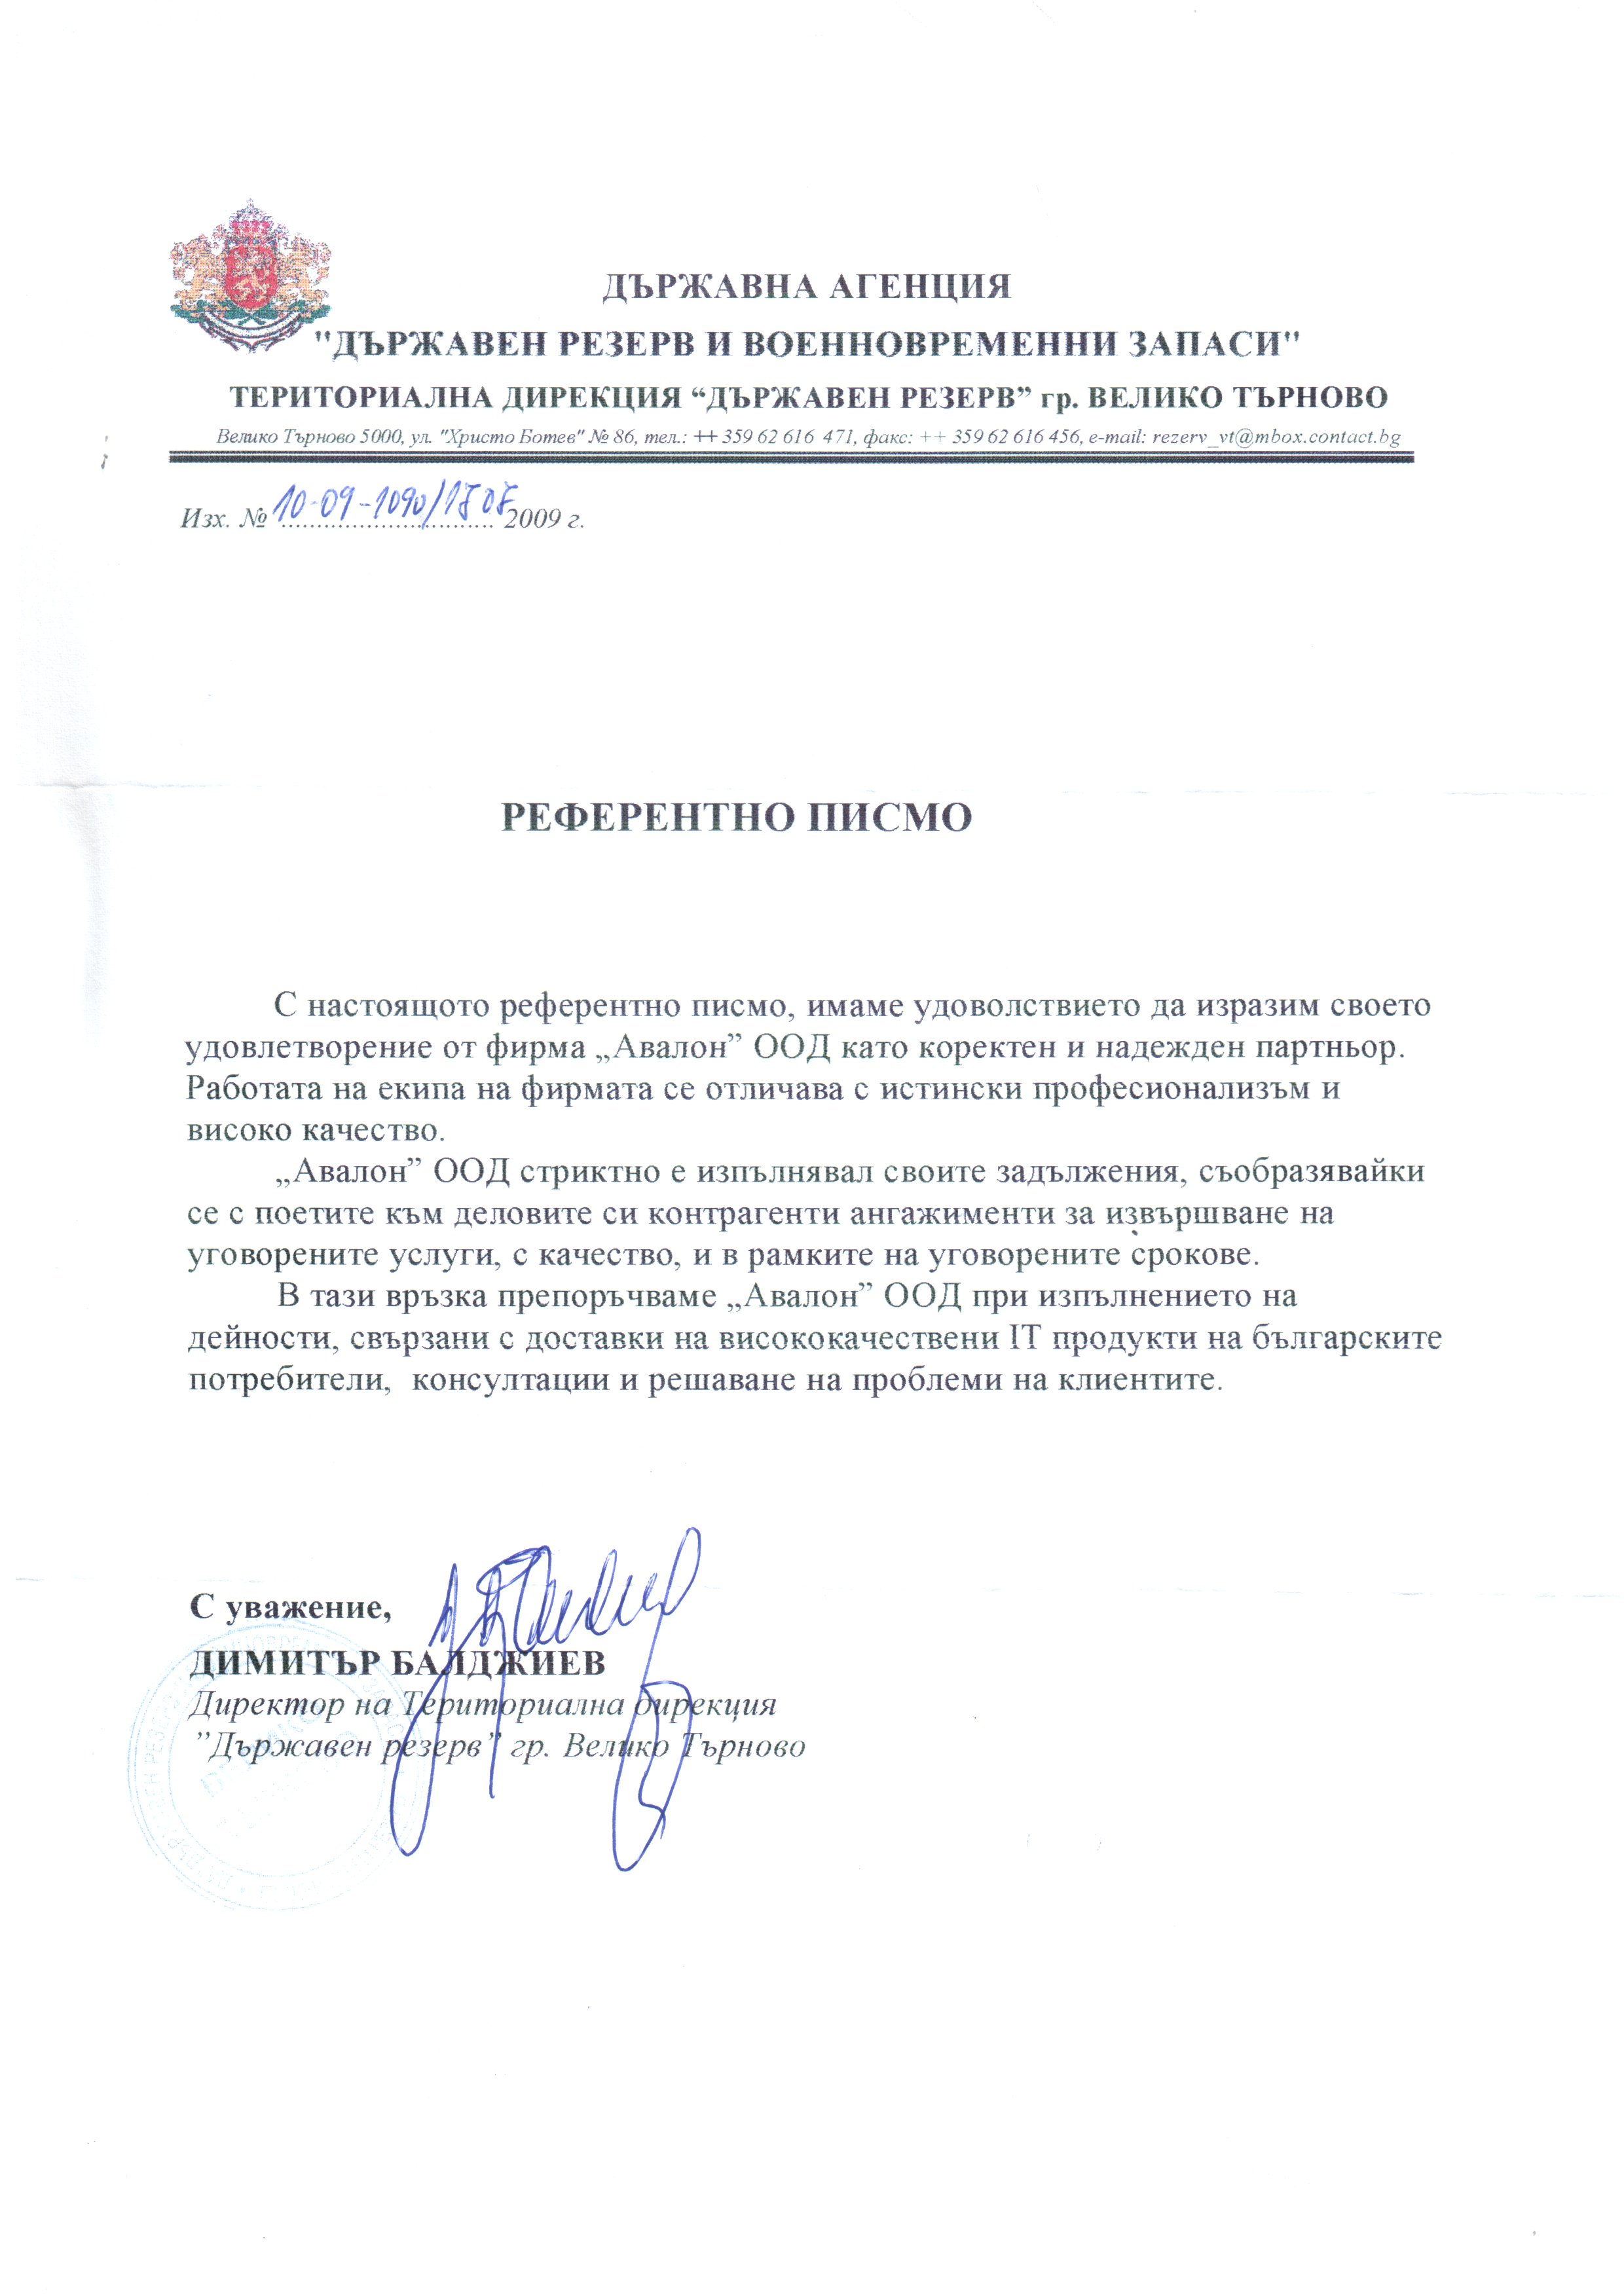 ДЪРЖАВНА АГЕНЦИЯ
"ДЪРЖАВЕН РЕЗЕРВ И ВОЕННОВРЕМЕННИ ЗАПАСИ"
ТЕРИТОРИАЛНА ДИРЕКЦИЯ “ДЪРЖАВЕН РЕЗЕРВ” гр. ВЕЛИКО ТЪРНОВО
Велико Търново 5000, ул. "Христо Ботев" № 86, тел.: ++ 359 62 616 471, факс: ++ 359 62 616 456, e-mail: rezerv_vt@mbox.contact.bg
Изх. № 10-09-1090/ 2009 г.
РЕФЕРЕНТНО ПИСМО
С настоящото референтно писмо, имаме удоволствието да изразим своето
удовлетворение от фирма „Авалон” ООД като коректен и надежден партньор.
Работата на екипа на фирмата се отличава с истински професионализъм и
високо качество.
„Авалон” ООД стриктно е изпълнявал своите задължения, съобразявайки
се с поетите към деловите си контрагенти ангажименти за извършване на
уговорените услуги, с качество, и в рамките на уговорените срокове.
В тази връзка препоръчваме „Авалон” ООД при изпълнението на
дейности, свързани с доставки на висококачествени IT продукти на българските
потребители, консултации и решаване на проблеми на клиентите.
С уважение,
ДИМИТЪР БАЛДЖИЕВ
Директор на Териториална дирекция
”Държавен резерв” гр. Велико Търново